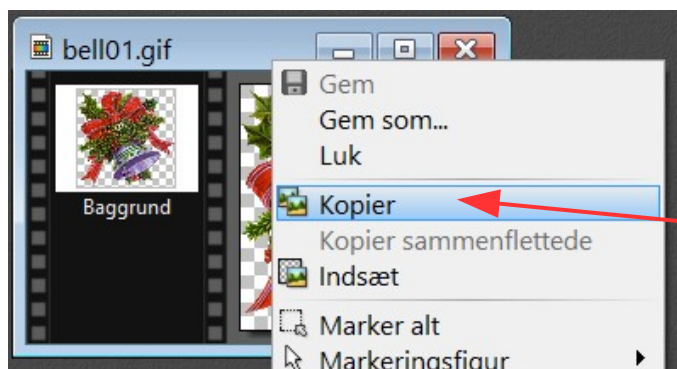 bell01.gif
Baggrund
Gem
Gem som...
Luk
Kopier
Kopier sammenflettede
Indsæt
Marker alt
Markeringsfigur